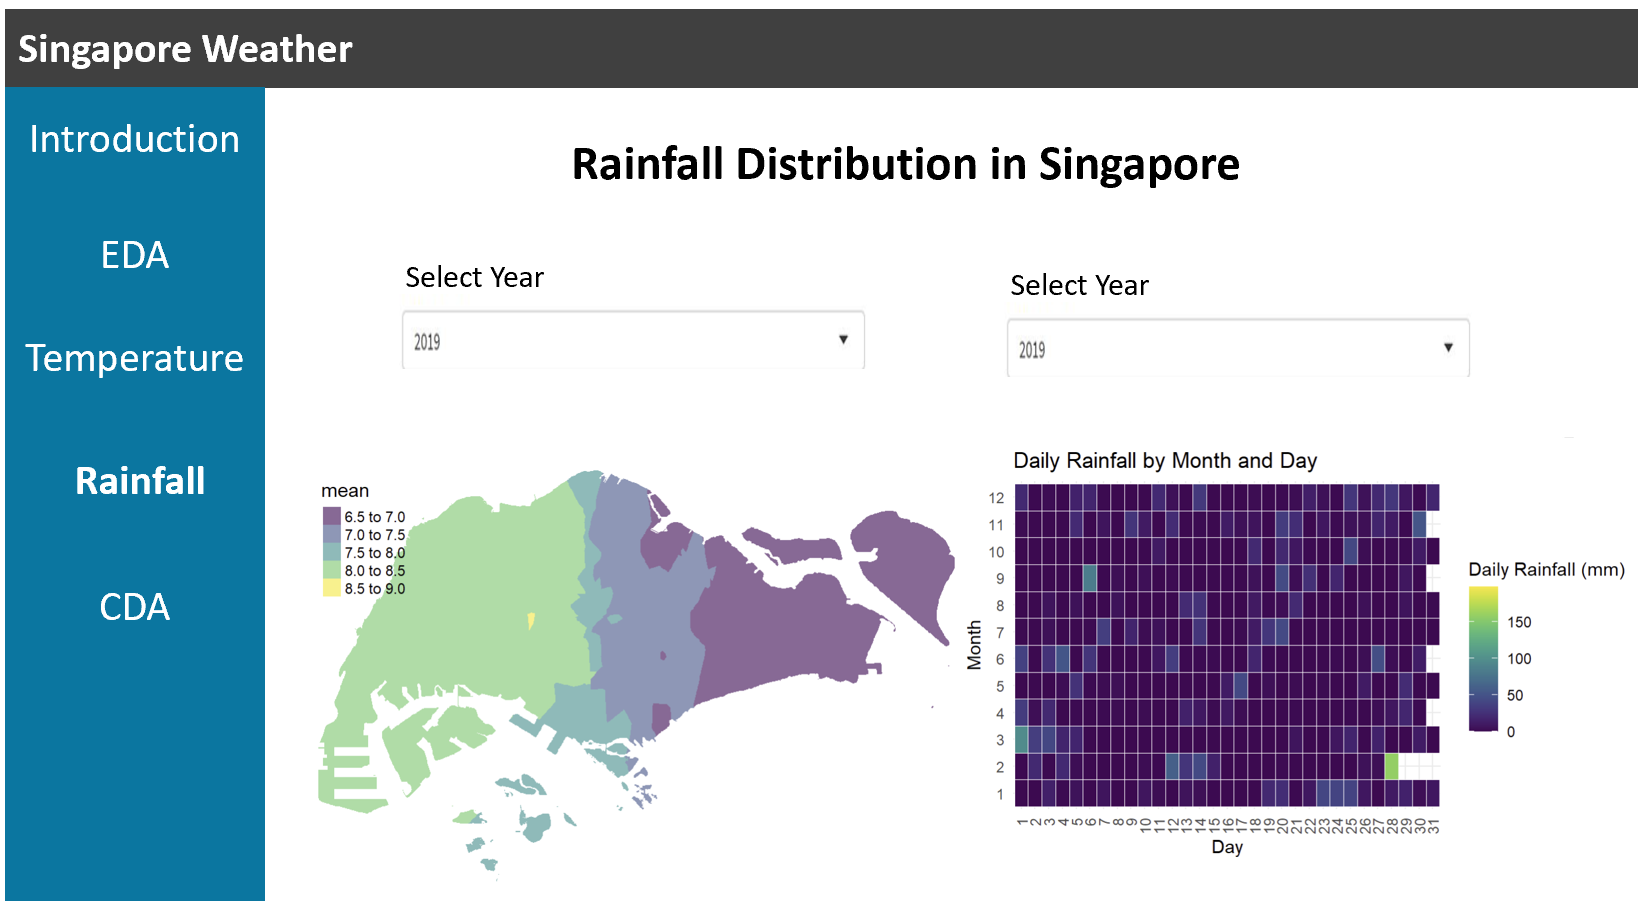 Singapore Weather
Introduction
EDA
Temperature
Rainfall
CDA
Rainfall Distribution in Singapore
Select Year
2019
Select Year
2019
mean
6.5 to 7.0
7.0 to 7.5
7.5 to 8.0
8.0 to 8.5
8.5 to 9.0
Daily Rainfall by Month and Day
Month
12
11
10
9
8
7
6
5
4
3
2
1
1 2 3 4 5 6 7 8 9 10 11 12 13 14 15 16 17 18 19 20 21 22 23 24 25 26 27 28 29 30 31
Day
Daily Rainfall (mm)
150
100
50
0